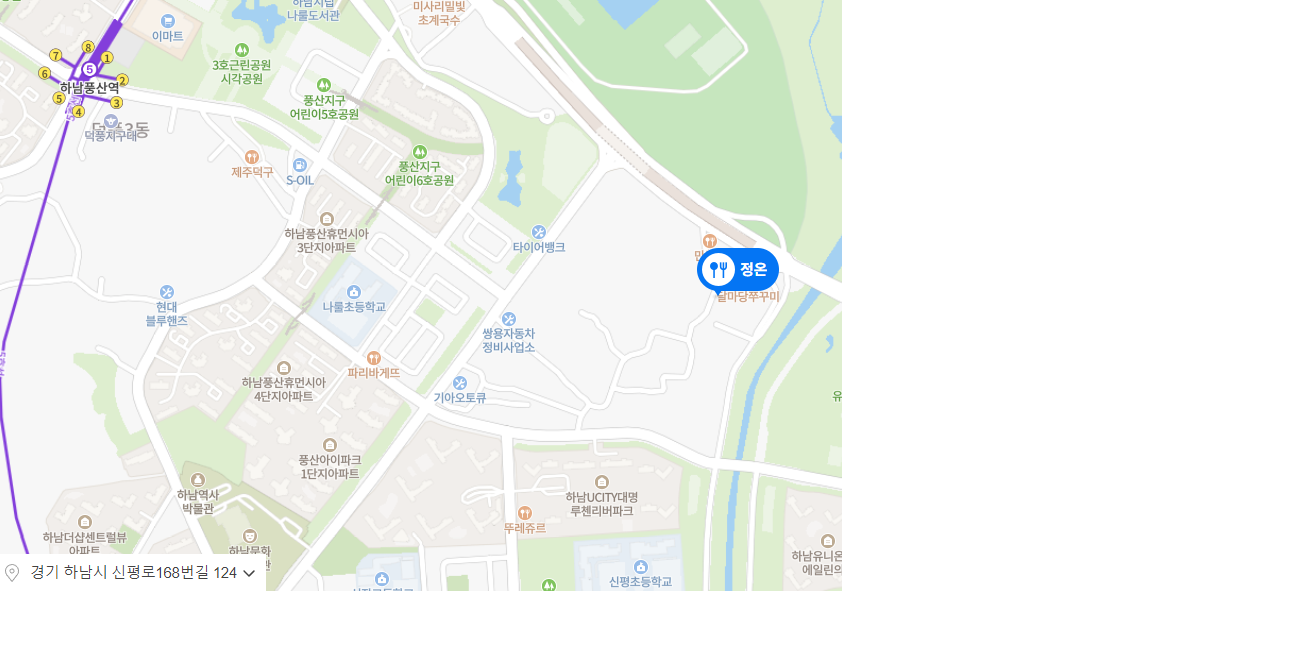 하남시립
나룰도서관
미사리밀빛
초계국수
이마트
3호근린공원
시각공원
8
7
1
5
6
2
하남풍산역
5
3
4
풍산지구
어린이5호공원
덕풍3동
덕풍지구대
제주덕구
S-OIL
풍산지구
어린이6호공원
하남풍산휴먼시아
3단지아파트
타이어뱅크
정온
달마당쭈꾸미
현대
블루핸즈
나룰초등학교
쌍용자동차
정비사업소
파리바게뜨
하남풍산휴먼시아
4단지아파트
기아오토큐
풍산아이파크
1단지아파트
하남역사
박물관
하남UCITY대명
루첸리버파크
뚜레쥬르
하남더샵센트럴뷰
아파트
하남문화
하남유니온
에일린의
신평초등학교
경기 하남시 신평로168번길 124